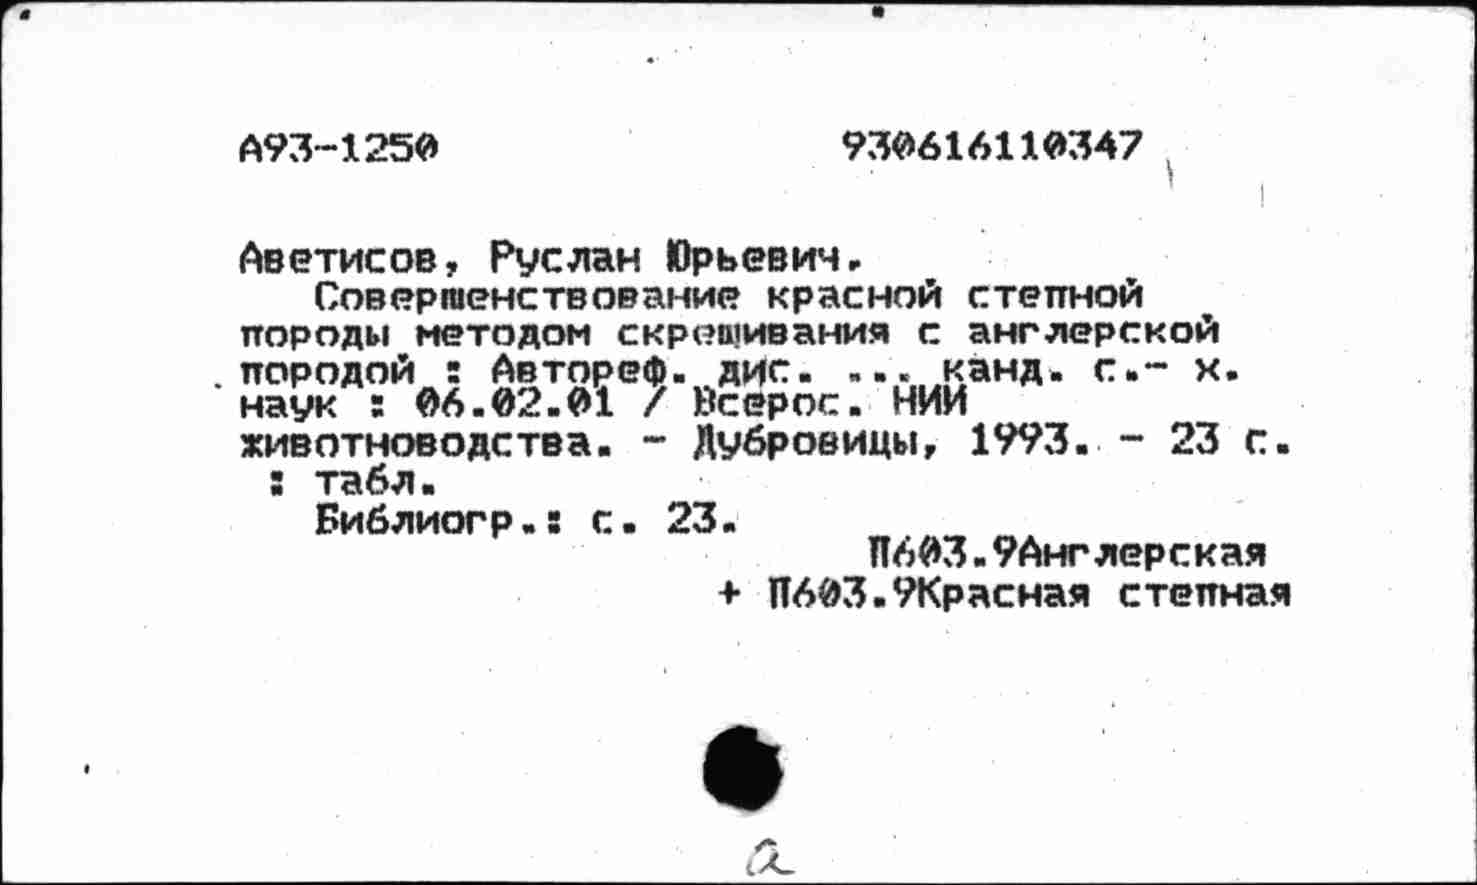 А93-1250 930616110347
Аветисов, Руслан Юрьевич.
Совершенствование красной степной
породы методом скрещивания с англерской
породой : Автореф. дис. ... канд. с.- х.
наук : 06.02.01 / Всерос. НИИ
животноводства. - Дубровицы, 1993. - 23 с.
: табл.
Библиогр.: с. 23.
П603.9Англерская
+ П603.9Красная степная
а